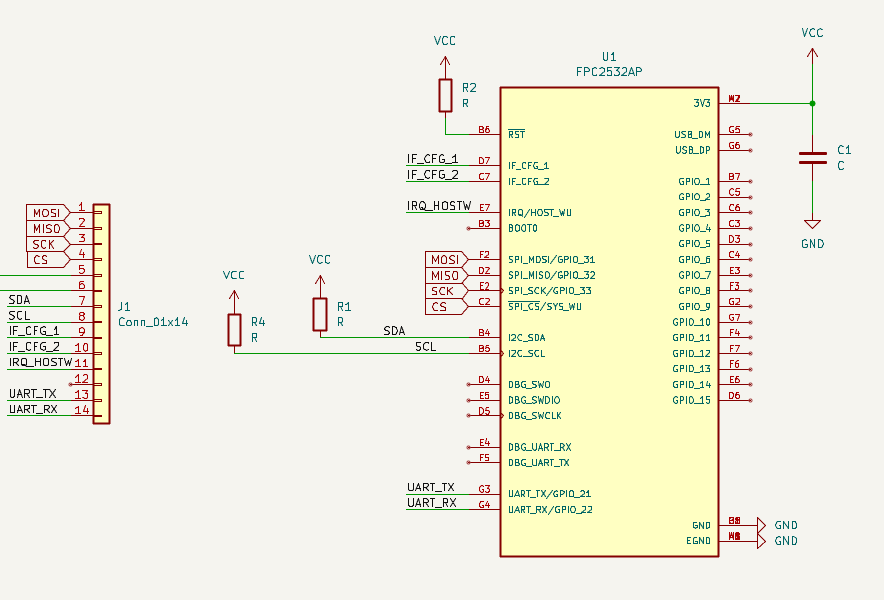 VCC
U1
FPC2532AP
R2
R
3V3
B6
RST
USB_DM G5
USB_DP G6
C1
C
IF_CFG_1 D7 IF_CFG_1
IF_CFG_2 C7 IF_CFG_2
IRQ_HOSTW E7 IRQ/HOST_WU
B3 BOOT0
MOSI F2 SPI_MOSI/GPIO_31
MISO D2 SPI_MISO/GPIO_32
SCK E2 SPI_SCK/GPIO_33
CS C2 SPI_CS/SYS_WU
SDA B4 I2C_SDA
SCL B5 I2C_SCL
D4 DBG_SWO
E5 DBG_SWDIO
D5 DBG_SWCLK
E4 DBG_UART_RX
F5 DBG_UART_TX
UART_TX G3 UART_TX/GPIO_21
UART_RX G4 UART_RX/GPIO_22
GPIO_1 B7
GPIO_2 C5
GPIO_3 C6
GPIO_4 C3
GPIO_5 D3
GPIO_6 C4
GPIO_7 E3
GPIO_8 F3
GPIO_9 G2
GPIO_10 G7
GPIO_11 F4
GPIO_12 F7
GPIO_13 F6
GPIO_14 E6
GPIO_15 D6
GND GND
EGND GND
VCC
GND
VCC
R1
R
VCC
R4
R
MOSI 1
MISO 2
SCK 3
CS 4
5
6
SDA 7
SCL 8
IF_CFG_1 9
IF_CFG_2 10
IRQ_HOSTW 11
12
UART_TX 13
UART_RX 14
J1
Conn_01x14